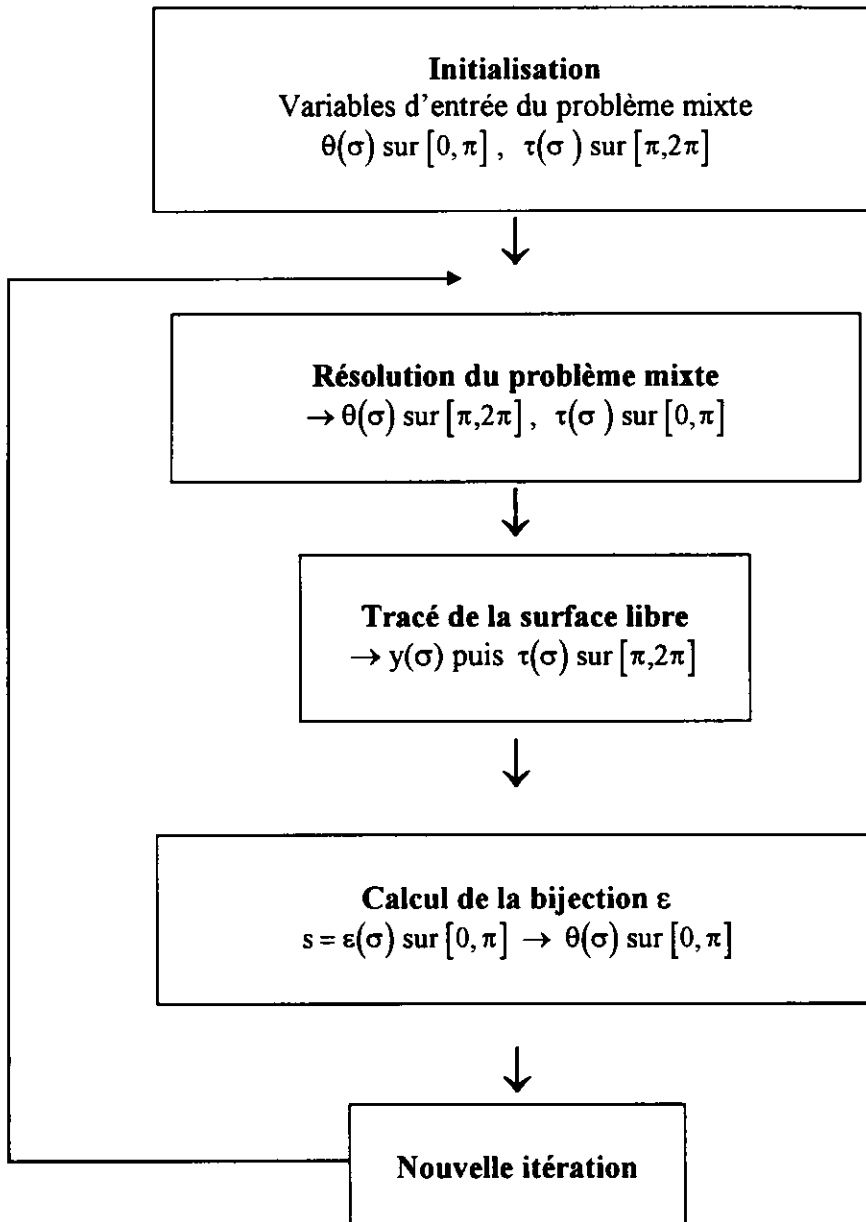 Initialisation
Variables d'entrée du problème mixte
θ(σ) sur [0, π] , τ(σ ) sur [π,2π]
↓
Résolution du problème mixte
→ θ(σ) sur [π,2π] , τ(σ ) sur [0, π]
↓
Tracé de la surface libre
→ y(σ) puis τ(σ) sur [π,2π]
↓
Calcul de la bijection ε
s = ε(σ) sur [0, π] → θ(σ) sur [0, π]
↓
Nouvelle itération